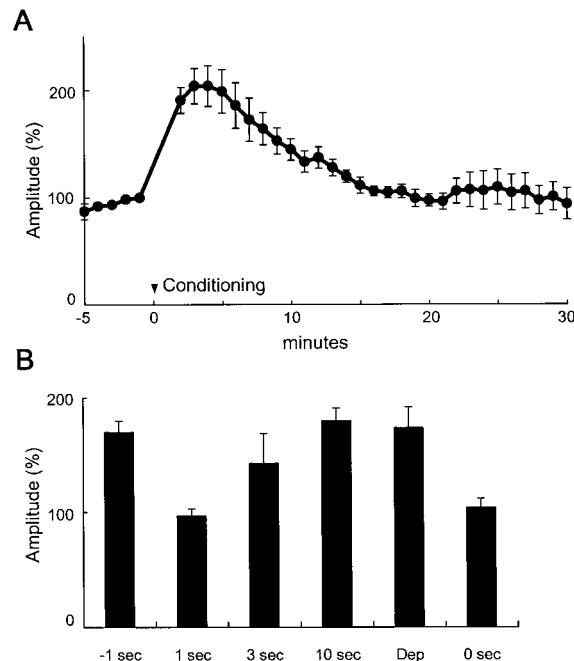 A
Amplitude (%)
200
100
0
Conditioning
-5 0 10 20 30
minutes
B
Amplitude (%)
200
100
0
-1 sec 1 sec 3 sec 10 sec Dep 0 sec